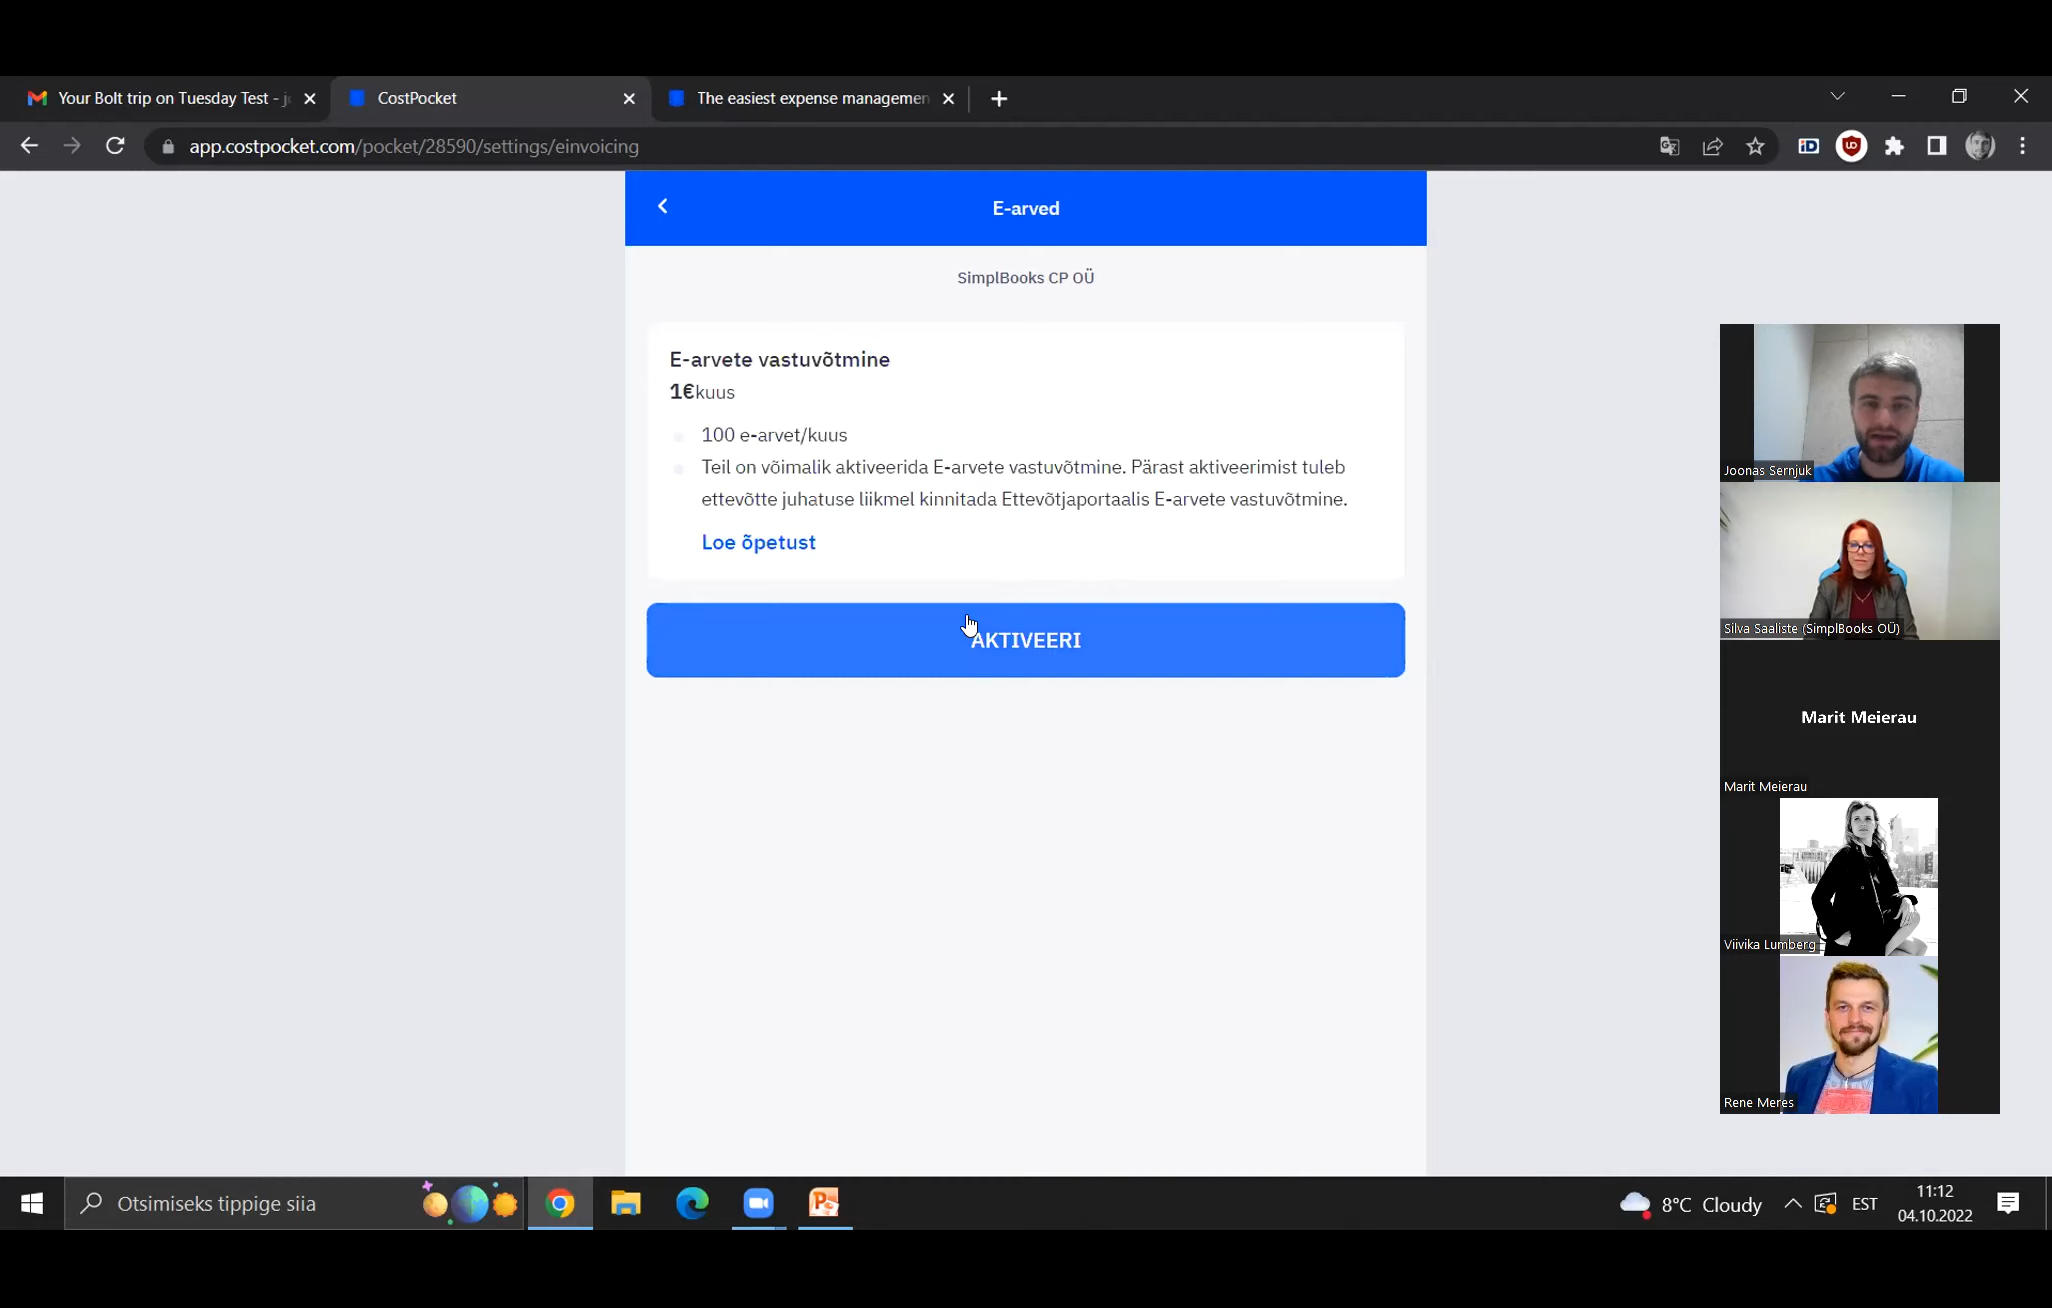 Your Bolt trip on Tuesday Test - j
CostPocket
The easiest expense managemen
app.costpocket.com/pocket/28590/settings/einvoicing
iD
E-arved
SimplBooks CP OÜ
E-arvete vastuvõtmine
1€kuus
100 e-arvet/kuus
Teil on võimalik aktiveerida E-arvete vastuvõtmine. Pärast aktiveerimist tuleb
ettevõtte juhatuse liikmel kinnitada Ettevõtjaportaalis E-arvete vastuvõtmine.
Loe õpetust
AKTIVEERI
Joonas Sernjuk
Silva Saaliste (SimplBooks OÜ)
Marit Meierau
Marit Meierau
Viivika Lumberg
Rene Meres
Otsimiseks tippige siia
8°C Cloudy
EST
11:12
04.10.2022